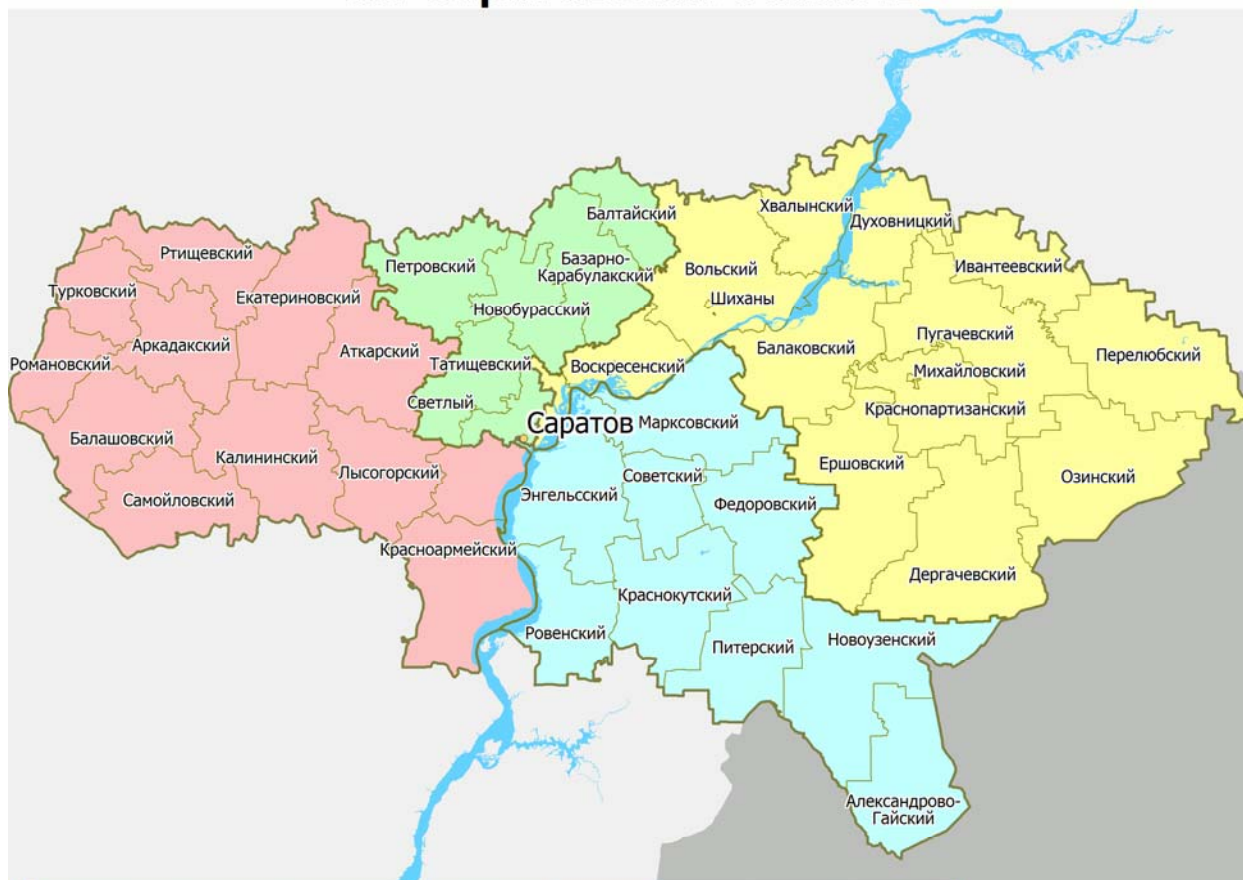 Балтайский
Хвалынский
Духовницкий
Ртищевский
Петровский
Базарно-
Карабулакский
Вольский
Ивантеевский
Турковский
Екатериновский
Новобурасский
Шиханы
Аркадакский
Аткарский
Пугачевский
Романовский
Татищевский
Воскресенский
Балаковский
Перелюбский
Михайловский
Светлый
Саратов
Марксовский
Краснопартизанский
Балашовский
Калининский
Лысогорский
Ершовский
Озинский
Самойловский
Энгельсский
Советский
Федоровский
Красноармейский
Дергачевский
Краснокутский
Ровенский
Питерский
Новоузенский
Александрово-
Гайский